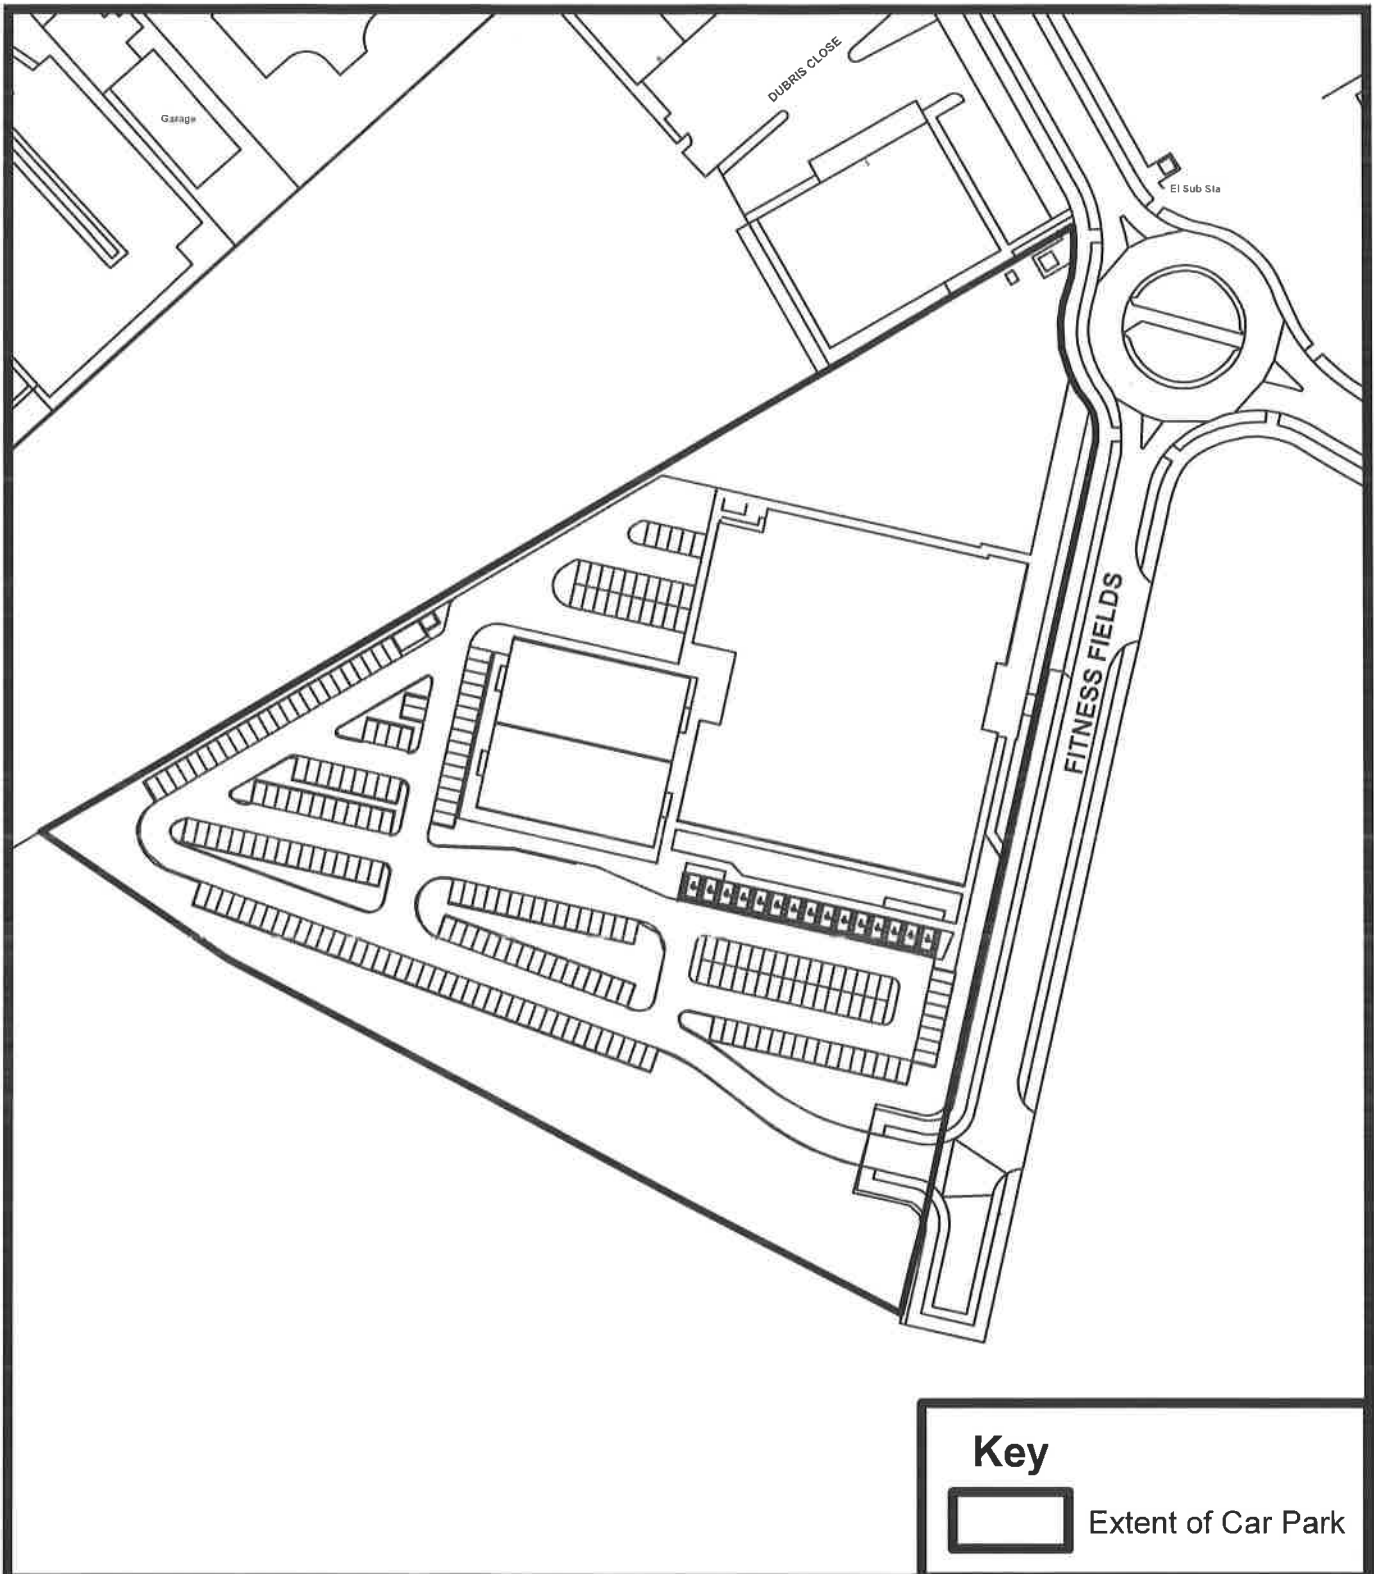 DUBRIS CLOSE
Garage
El Sub Sta
FITNESS FIELDS
Key
Extent of Car Park